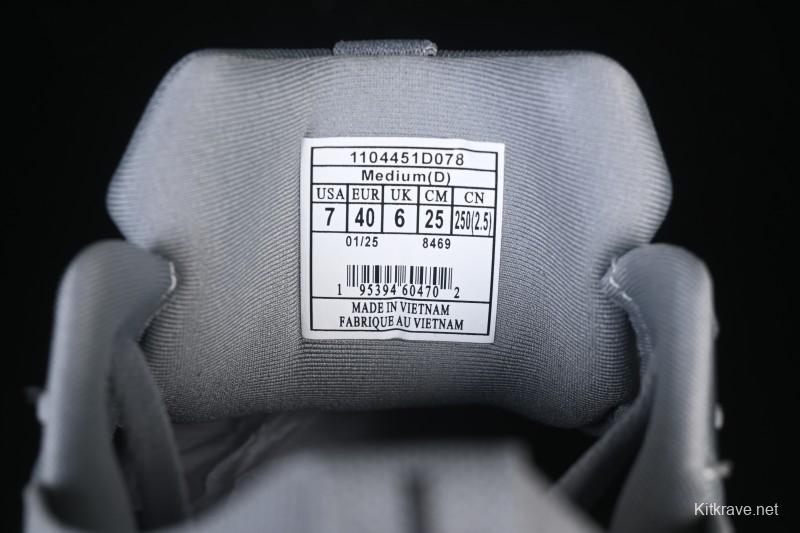 1104451D078
Medium(D)
USA EUR UK CM CN
7 40 6 25 250(2.5)
01/25 8469
1 95394 60470 2
MADE IN VIETNAM
FABRIQUE AU VIETNAM
Kitkrave.net